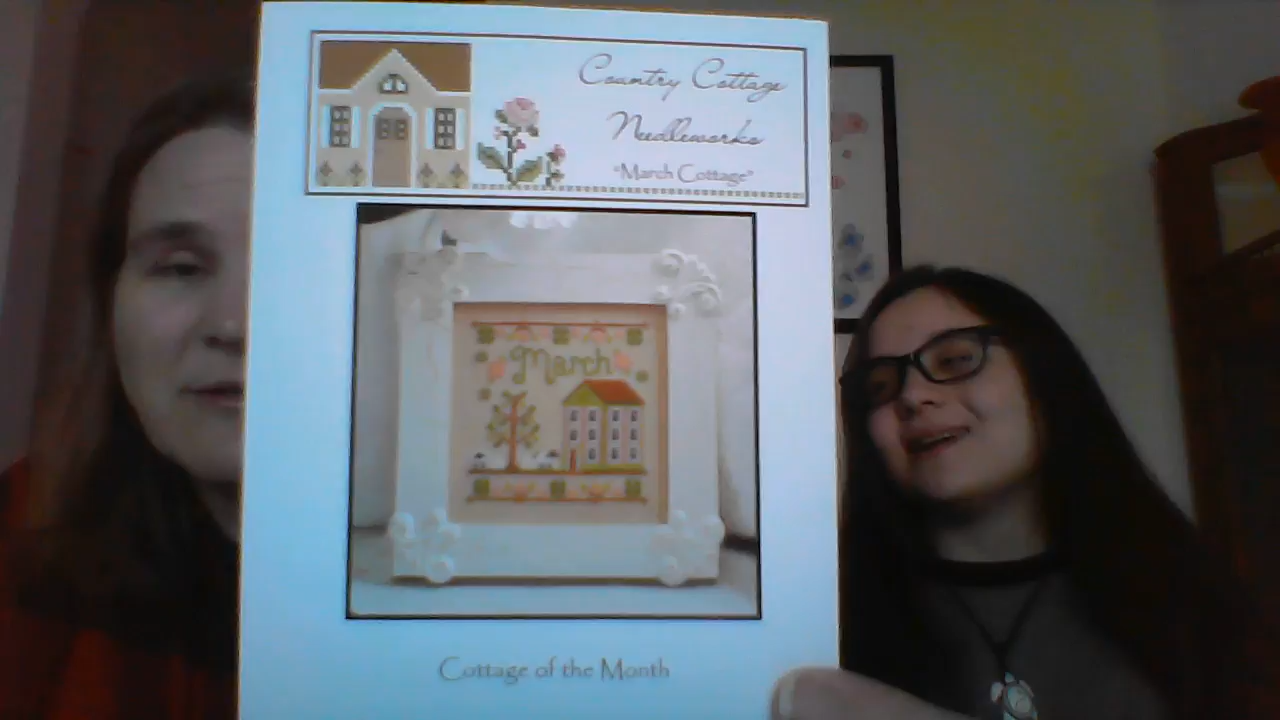 Country Cottage
Needleworks
"March Cottage"
March
Cottage of the Month